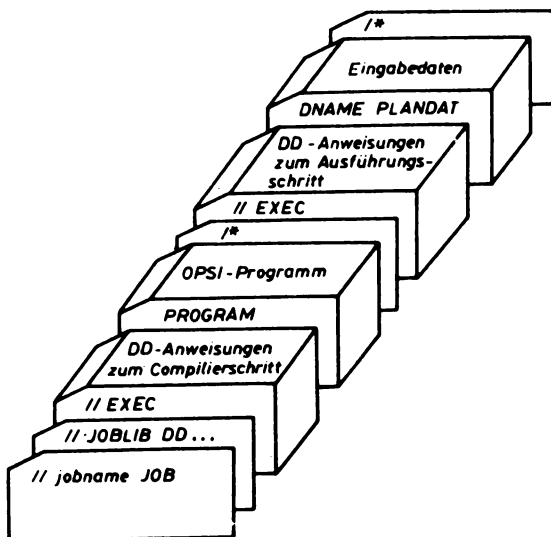 /*
Eingabedaten
DNAME PLANDAT
DD-Anweisungen
zum Ausführungs-
schritt
// EXEC
/*
OPSI-Programm
PROGRAM
DD-Anweisungen
zum Compilierschritt
// EXEC
// JOBLIB DD...
// jobname JOB